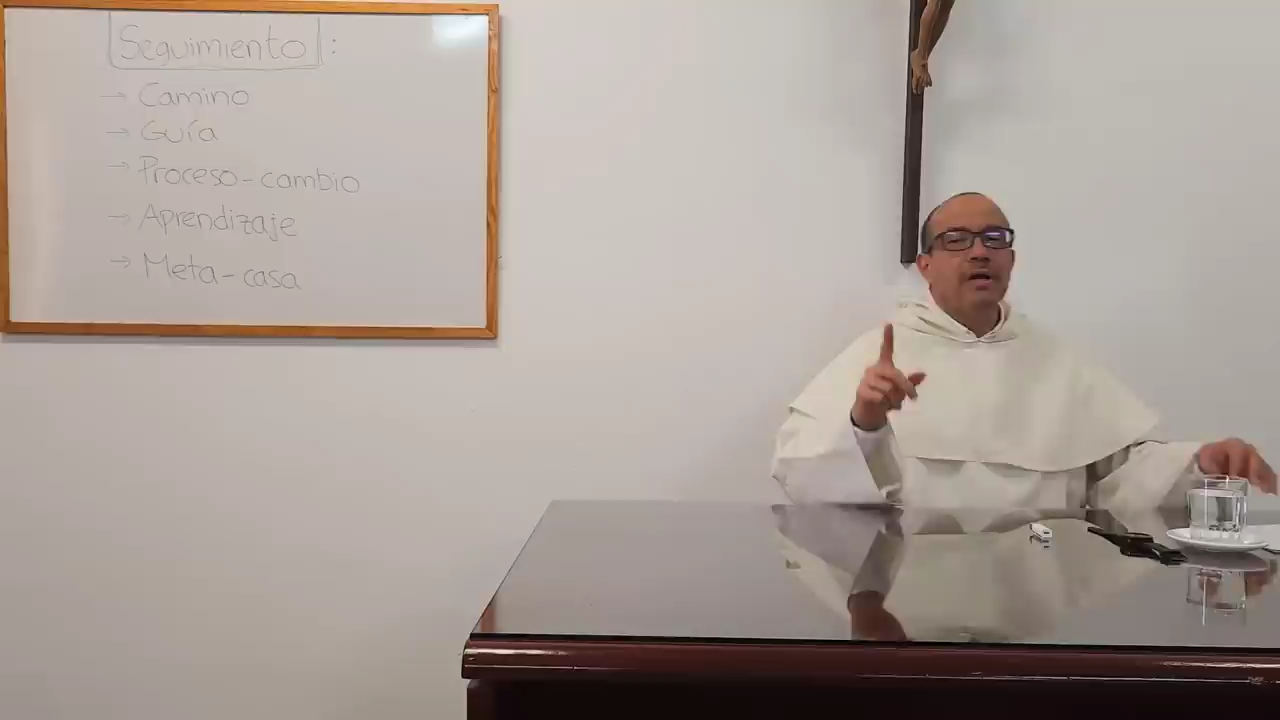 Seguimiento :
→ Camino
→ Guía
→ Proceso-cambio
→ Aprendizaje
→ Meta-casa